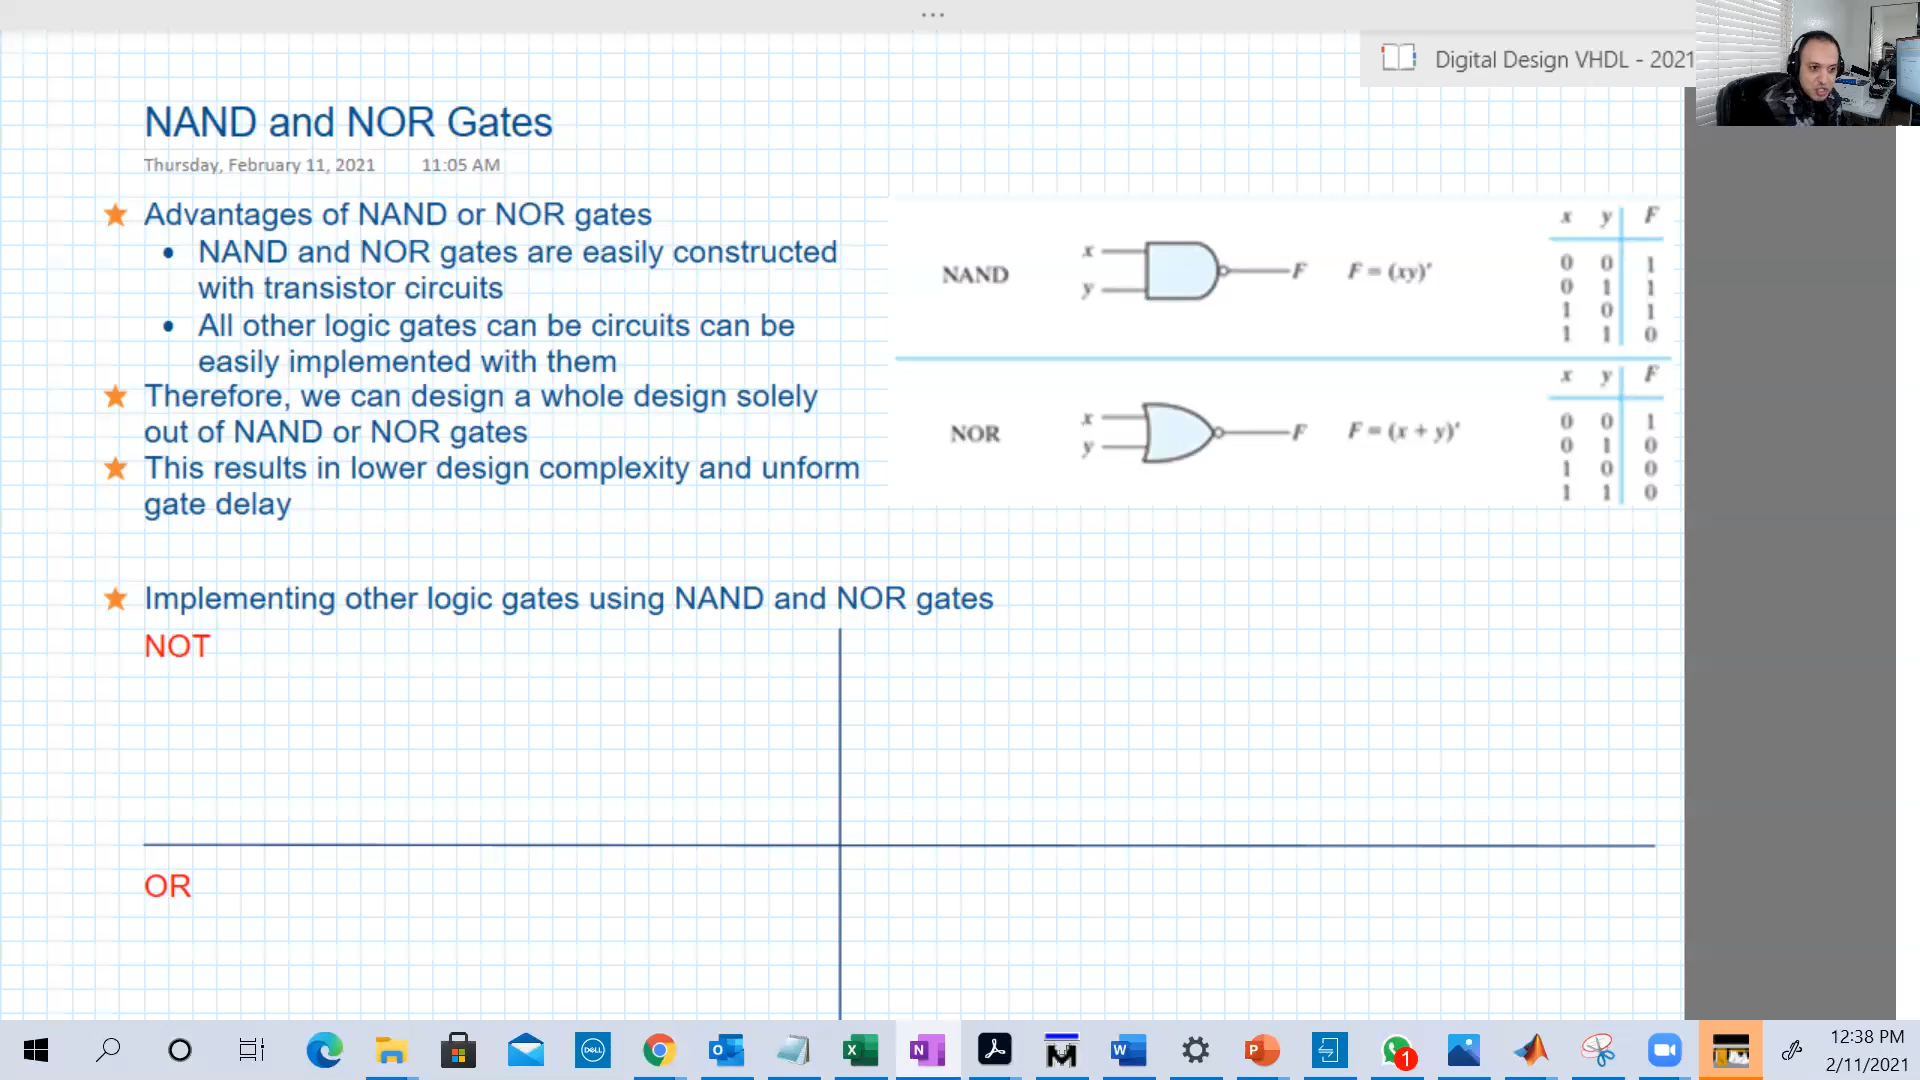 ...
Digital Design VHDL - 2021
NAND and NOR Gates
Thursday, February 11, 2021 11:05 AM
Advantages of NAND or NOR gates
NAND and NOR gates are easily constructed
with transistor circuits
All other logic gates can be circuits can be
easily implemented with them
Therefore, we can design a whole design solely
out of NAND or NOR gates
This results in lower design complexity and unform
gate delay
NAND
x
y
F
F = (xy)'
x y F
0 0 1
0 1 1
1 0 1
1 1 0
NOR
x
y
F
F = (x + y)'
x y F
0 0 1
0 1 0
1 0 0
1 1 0
Implementing other logic gates using NAND and NOR gates
NOT
OR
DELL
O
X
N
M
W
P
1
12:38 PM
2/11/2021